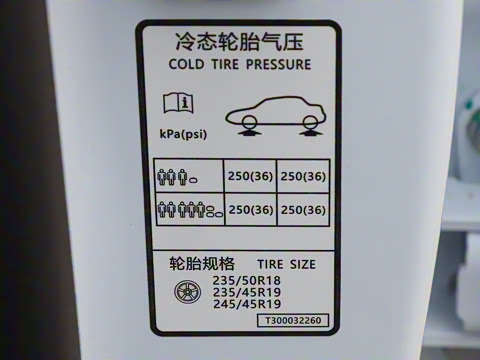 冷态轮胎气压
COLD TIRE PRESSURE
kPa(psi)
250(36) 250(36)
250(36) 250(36)
轮胎规格 TIRE SIZE
235/50R18
235/45R19
245/45R19
T300032260